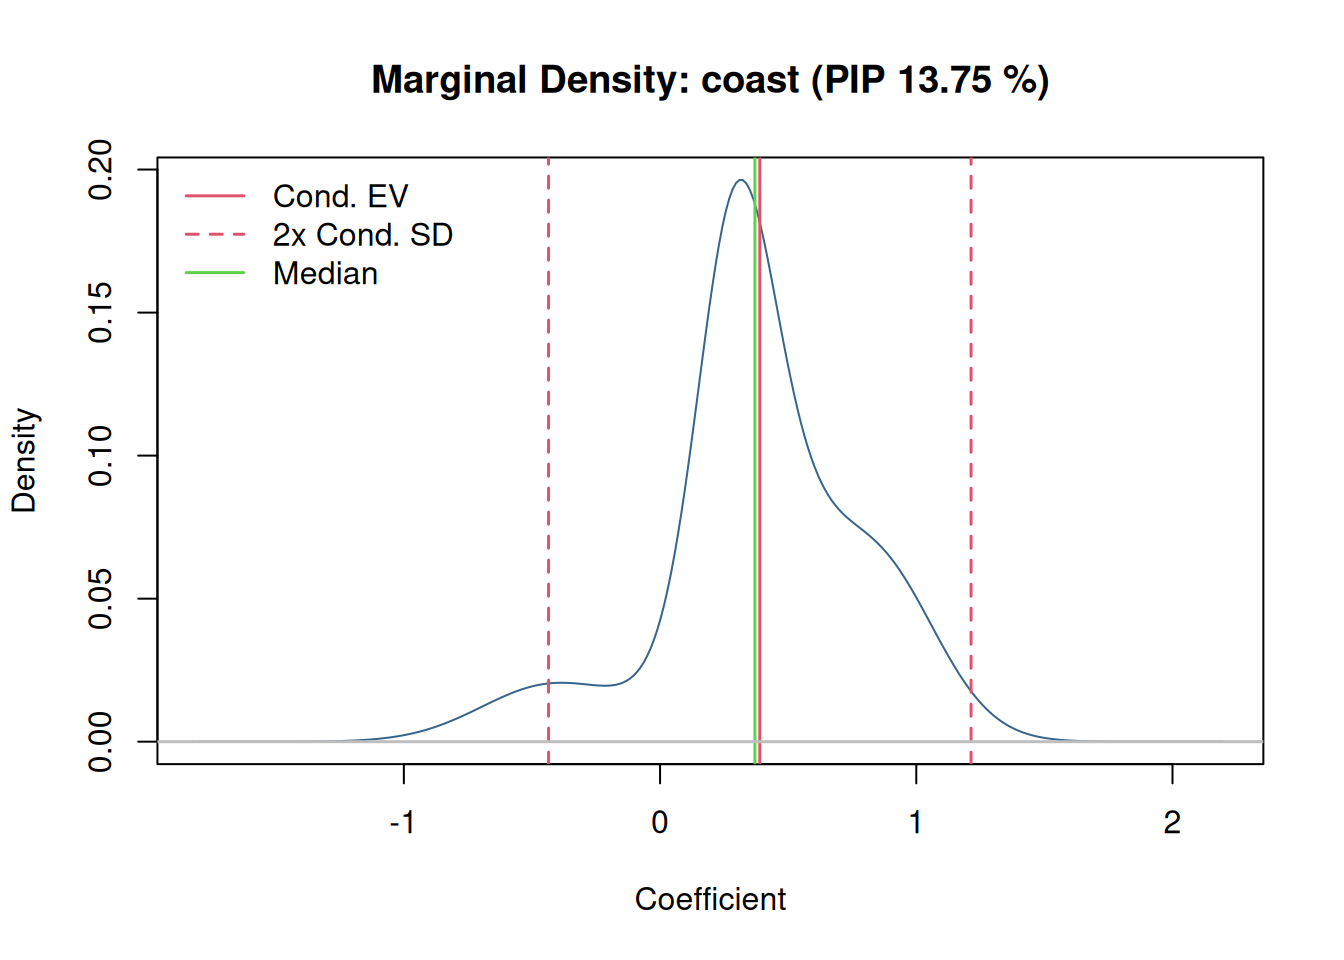 Marginal Density: coast (PIP 13.75 %)
Cond. EV
2x Cond. SD
Median
Density
0.20
0.15
0.10
0.05
0.00
-1 0 1 2
Coefficient